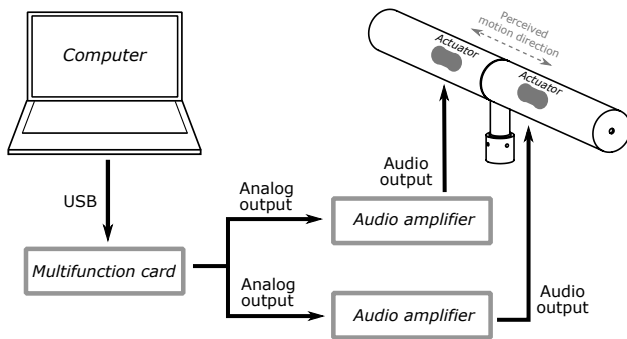 Computer
Perceived
motion direction
Actuator
Actuator
USB
Analog
output
Audio
output
Audio amplifier
Multifunction card
Analog
output
Audio amplifier
Audio
output